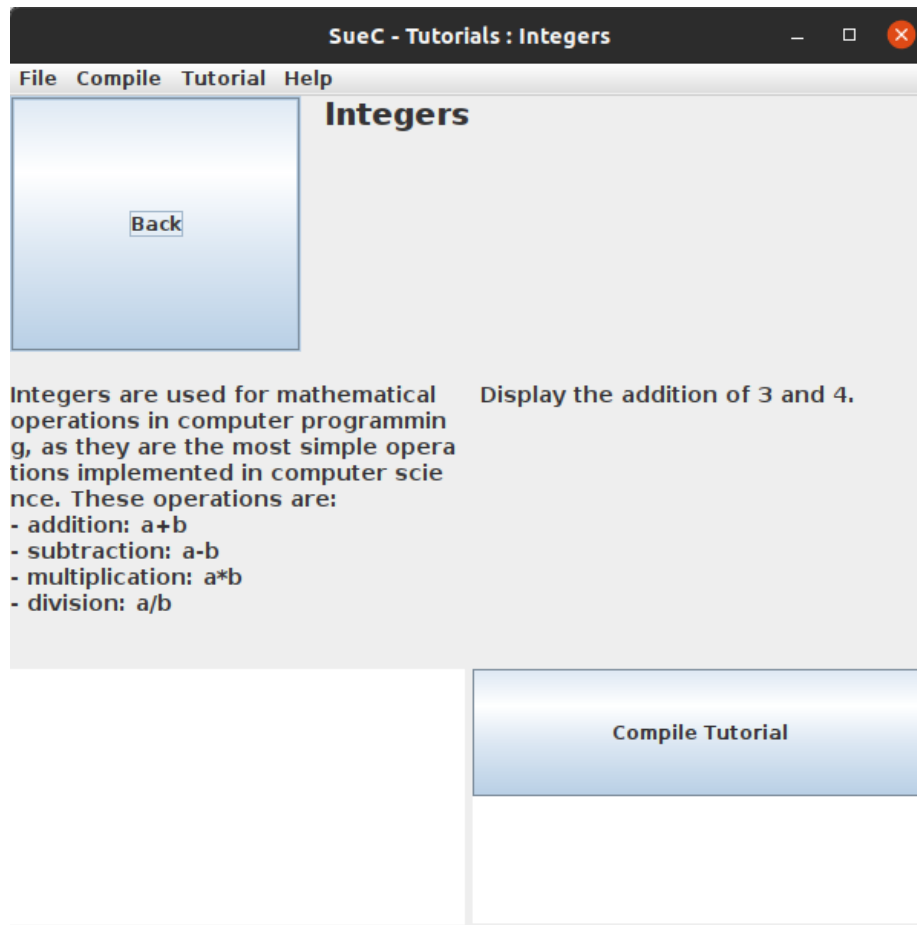 SueC - Tutorials : Integers
File Compile Tutorial Help
Integers
Back
Integers are used for mathematical
operations in computer programmin
g, as they are the most simple opera
tions implemented in computer scie
nce. These operations are:
- addition: a+b
- subtraction: a-b
- multiplication: a*b
- division: a/b
Display the addition of 3 and 4.
Compile Tutorial